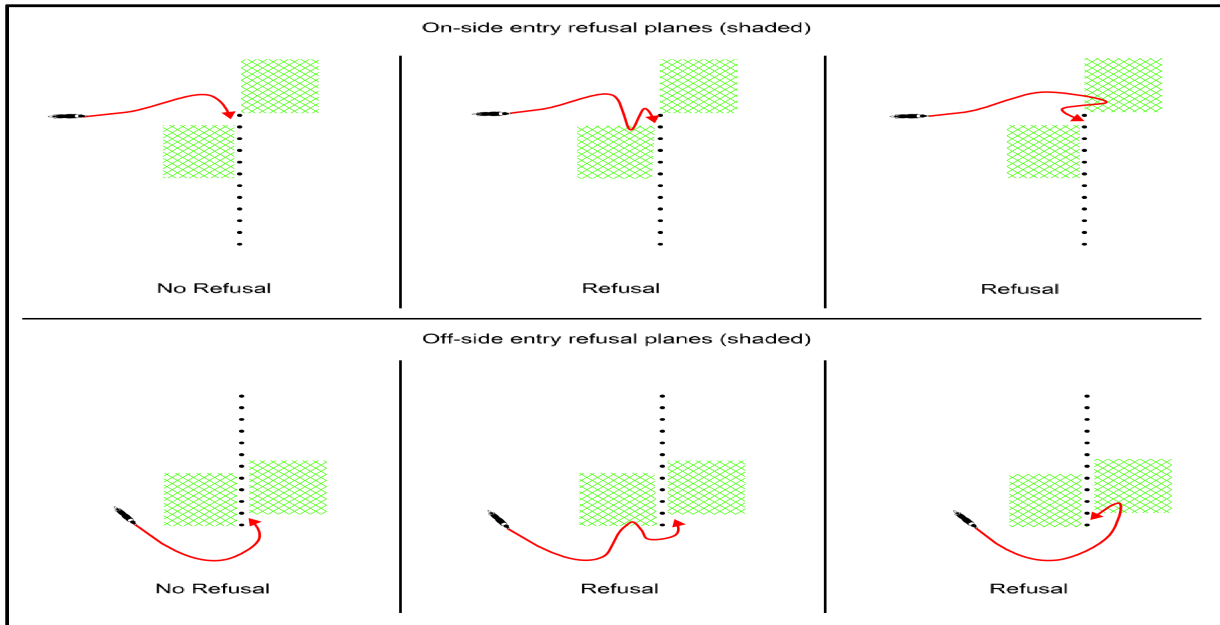 On-side entry refusal planes (shaded)
No Refusal
Refusal
Refusal
Off-side entry refusal planes (shaded)
No Refusal
Refusal
Refusal